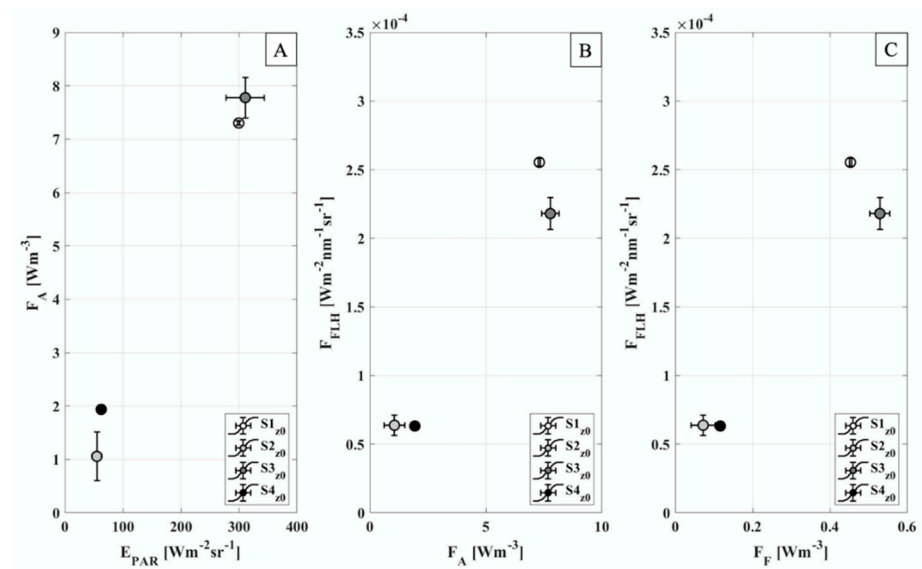 A
9
8
7
6
5
4
3
2
1
0
F_A [Wm^-3]
0 100 200 300 400
E_PAR [Wm^-2sr^-1]
S1_z0
S2_z0
S3_z0
S4_z0
×10^-4
B
3.5
3
2.5
2
1.5
1
0.5
0
F_FLH [Wm^-2nm^-1sr^-1]
0 5 10
F_A [Wm^-3]
S1_z0
S2_z0
S3_z0
S4_z0
×10^-4
C
3.5
3
2.5
2
1.5
1
0.5
0
F_FLH [Wm^-2nm^-1sr^-1]
0 0.2 0.4 0.6
F_F [Wm^-3]
S1_z0
S2_z0
S3_z0
S4_z0